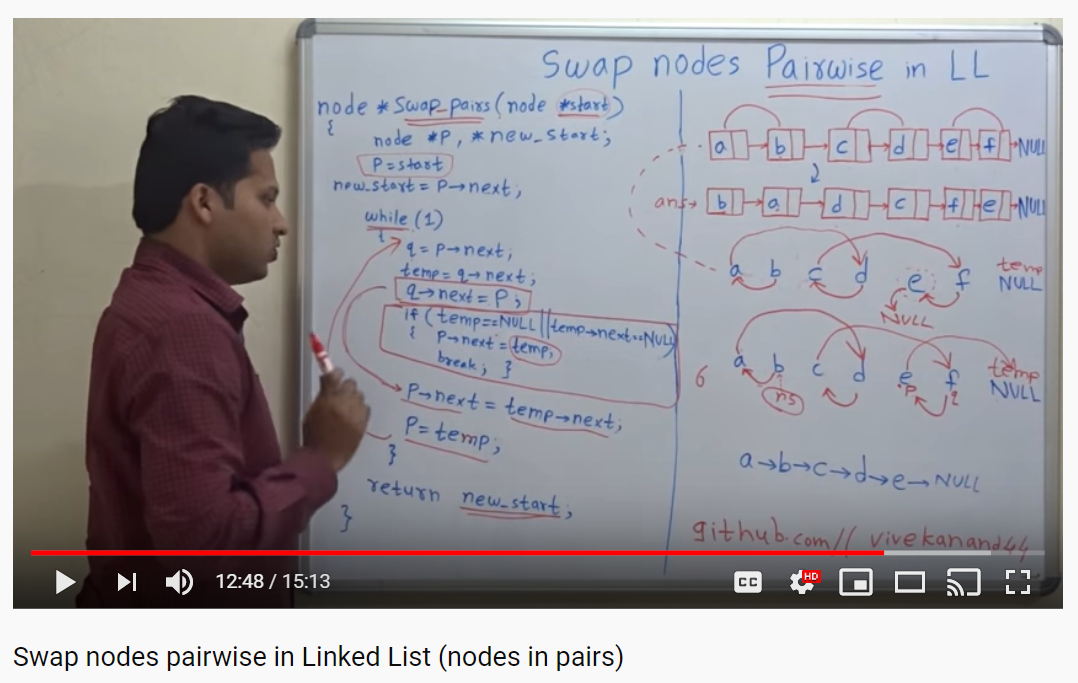 Swap nodes Pairwise in LL
node *Swap_pairs(node *start)
{
node *P, *new_start;
P=start
new_start = P→next;
while (1)
{
q = P→next;
temp = q→next;
q→next = P;
if (temp==NULL || temp→next==NULL)
{ P→next = temp;
break; }
P→next = temp→next;
P = temp;
}
return new_start;
}
a b c d e f NULL
ans→ b a d c f e NULL
a b c d e f temp
NULL
NULL
6 a b c d e f temp
NULL
ns P q
a→b→c→d→e→NULL
github.com// vivekanand44
12:48 / 15:13
CC HD
Swap nodes pairwise in Linked List (nodes in pairs)